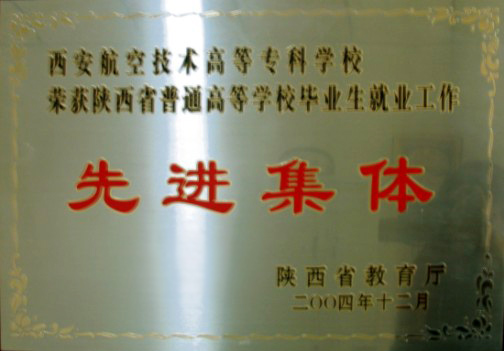 西安航空技术高等专科学校
荣获陕西省普通高等学校毕业生就业工作
先进集体
陕西省教育厅
二〇〇四年十二月